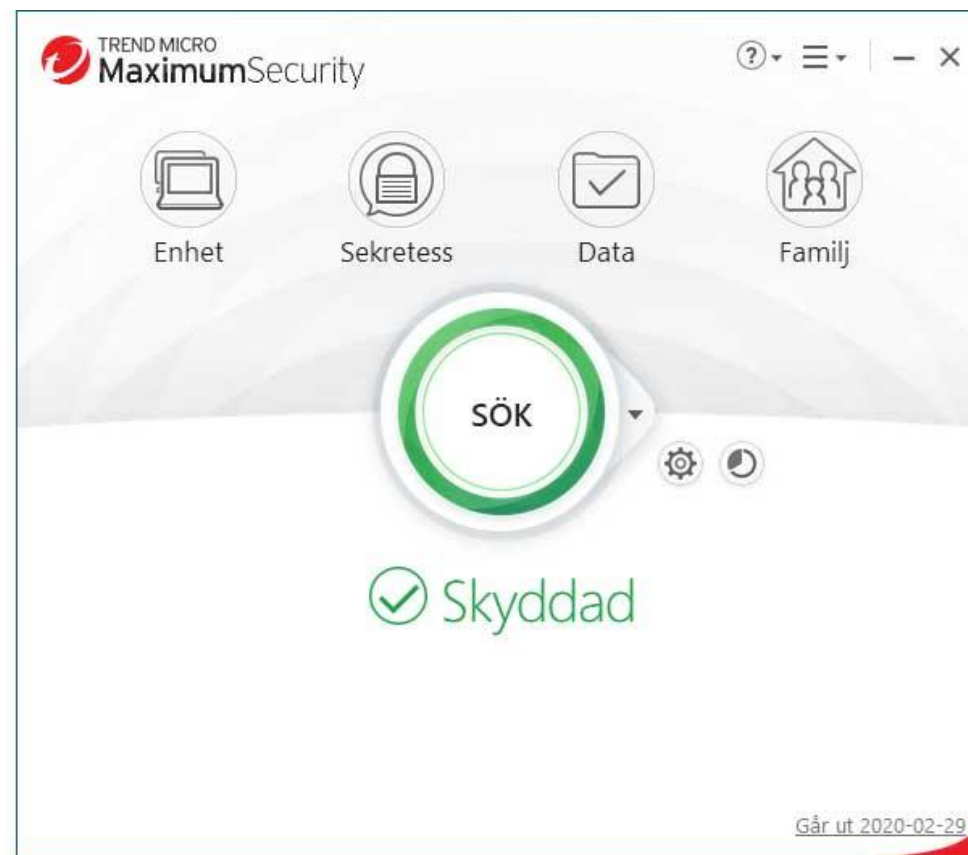 TREND MICRO
MaximumSecurity
Enhet
Sekretess
Data
Familj
SÖK
Skyddad
Går ut 2020-02-29